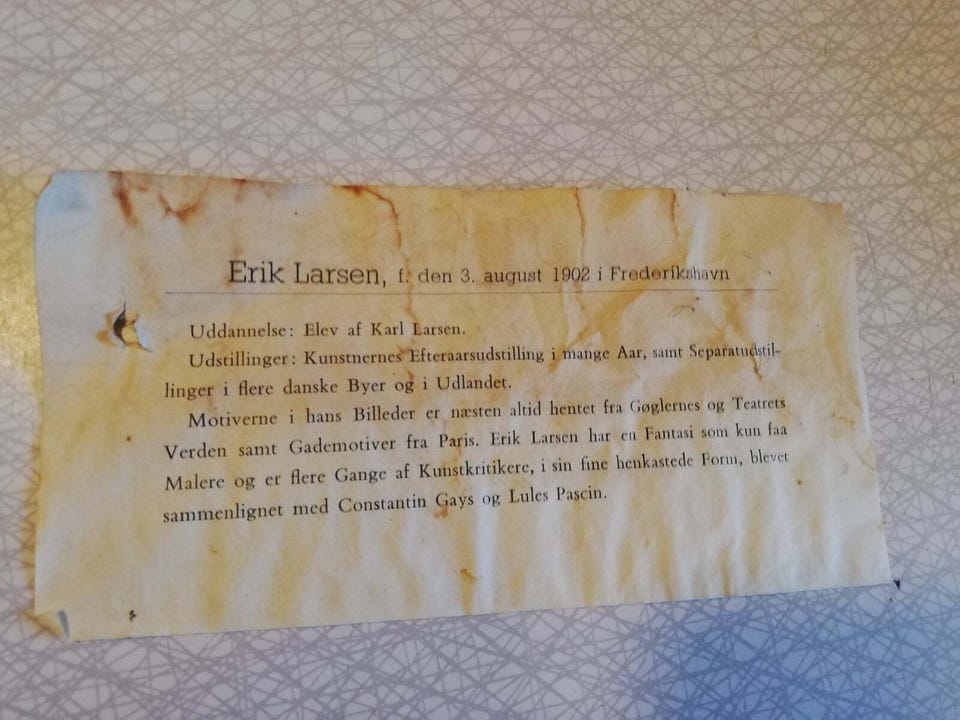 Erik Larsen, f. den 3. august 1902 i Frederikshavn
Uddannelse: Elev af Karl Larsen.
Udstillinger: Kunstnernes Efteraarsudstilling i mange Aar, samt Separatudstil-
linger i flere danske Byer og i Udlandet.
Motiverne i hans Billeder er næsten altid hentet fra Gøglernes og Teatrets
Verden samt Gademotiver fra Paris. Erik Larsen har en Fantasi som kun faa
Malere og er flere Gange af Kunstkritikere, i sin fine henkastede Form, blevet
sammenlignet med Constantin Gays og Lules Pascin.